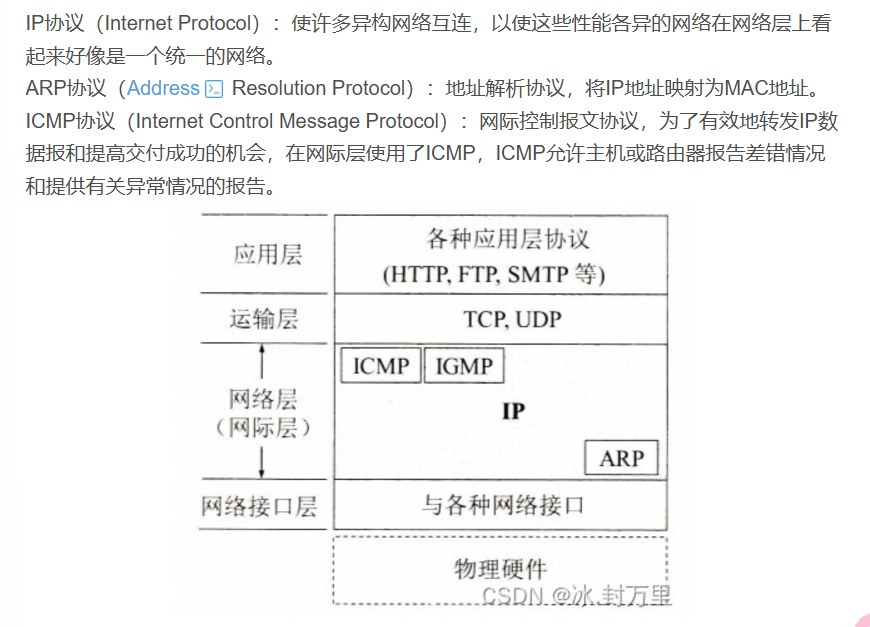 IP协议（Internet Protocol）：使许多异构网络互连，以使这些性能各异的网络在网络层上看
起来好像是一个统一的网络。
ARP协议（Address Resolution Protocol）：地址解析协议，将IP地址映射为MAC地址。
ICMP协议（Internet Control Message Protocol）：网际控制报文协议，为了有效地转发IP数
据报和提高交付成功的机会，在网际层使用了ICMP，ICMP允许主机或路由器报告差错情况
和提供有关异常情况的报告。
应用层
各种应用层协议
(HTTP, FTP, SMTP 等)
运输层
TCP, UDP
ICMP
IGMP
网络层
（网际层）
IP
ARP
网络接口层
与各种网络接口
物理硬件
CSDN @冰.封万里